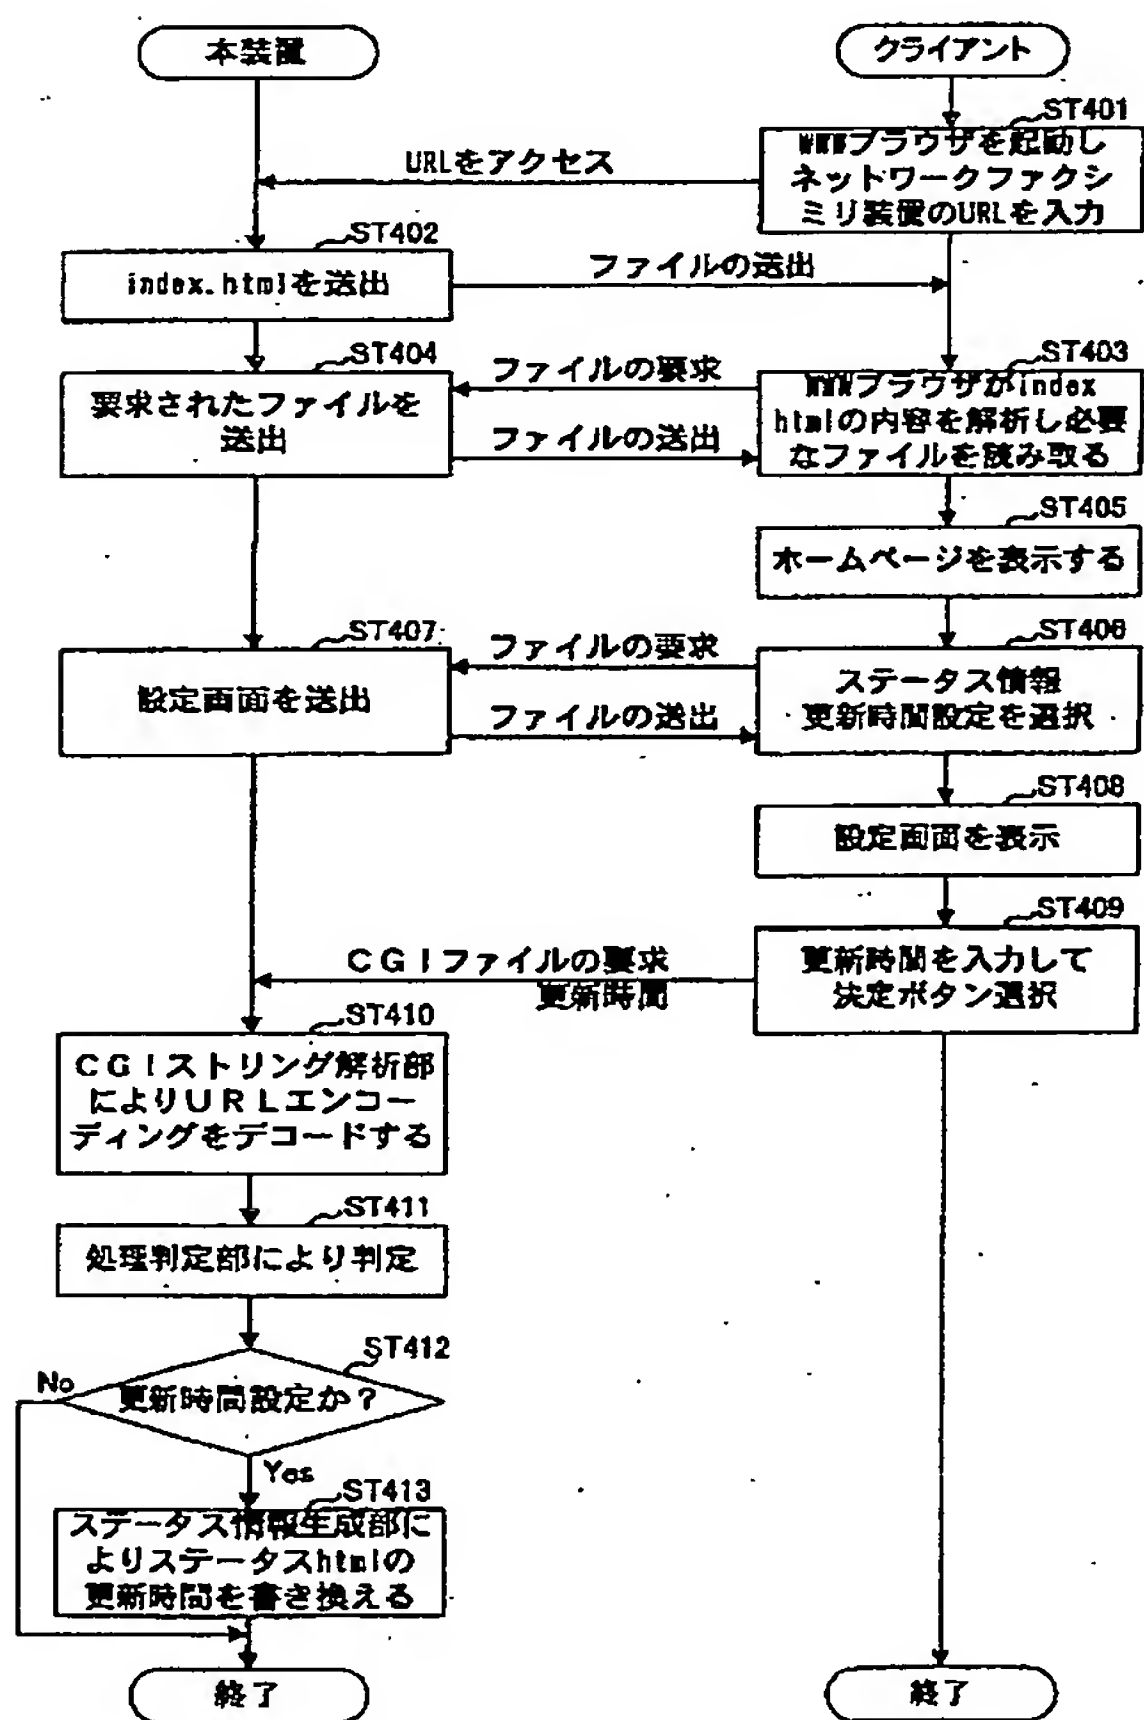 本装置
クライアント
ST401
WWWブラウザを起動し
ネットワークファクシ
ミリ装置のURLを入力
URLをアクセス
ST402
index.htmlを送出
ファイルの送出
ST404
要求されたファイルを
送出
ファイルの要求
ファイルの送出
ST403
WWWブラウザがindex
htmlの内容を解析し必要
なファイルを読み取る
ST405
ホームページを表示する
ST407
設定画面を送出
ファイルの要求
ファイルの送出
ST406
ステータス情報
更新時間設定を選択
ST408
設定画面を表示
ST409
更新時間を入力して
決定ボタン選択
CGIファイルの要求
更新時間
ST410
CGIストリング解析部
によりURLエンコー
ディングをデコードする
ST411
処理判定部により判定
ST412
更新時間設定か？
No
Yes
ST413
ステータス情報生成部に
よりステータスhtmlの
更新時間を書き換える
終了
終了